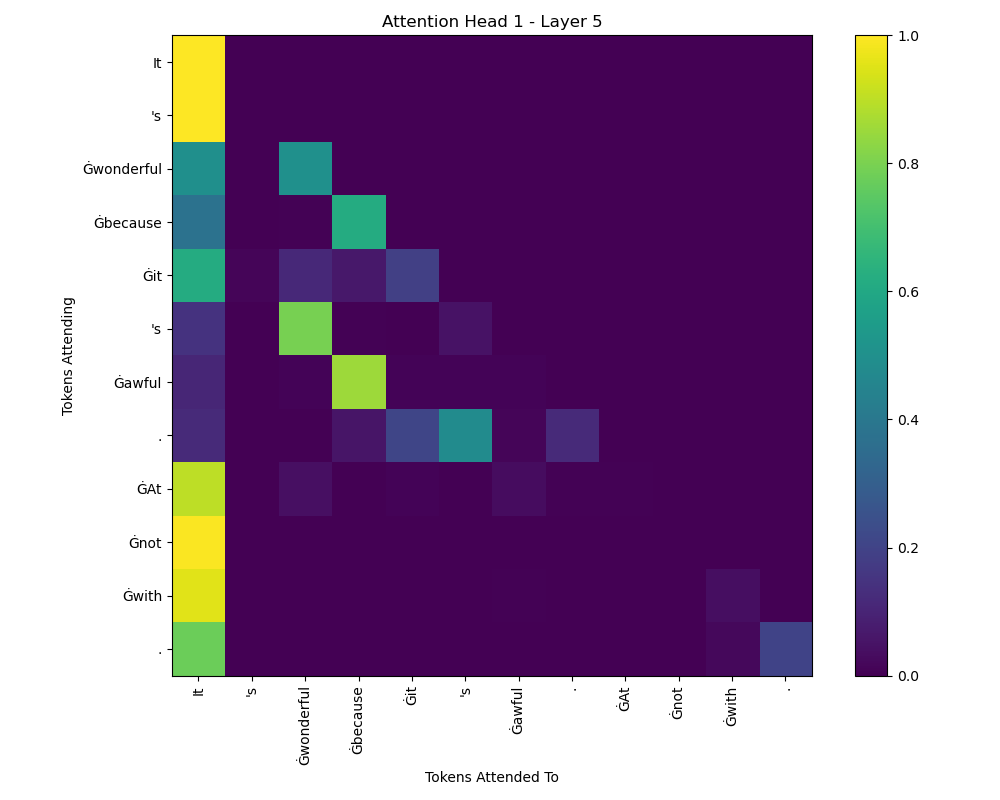 Attention Head 1 - Layer 5
It
's
Ġwonderful
Ġbecause
Ġit
's
Ġawful
.
ĠAt
Ġnot
Ġwith
.
Tokens Attending
It
's
Ġwonderful
Ġbecause
Ġit
's
Ġawful
.
ĠAt
Ġnot
Ġwith
.
Tokens Attended To
1.0
0.8
0.6
0.4
0.2
0.0